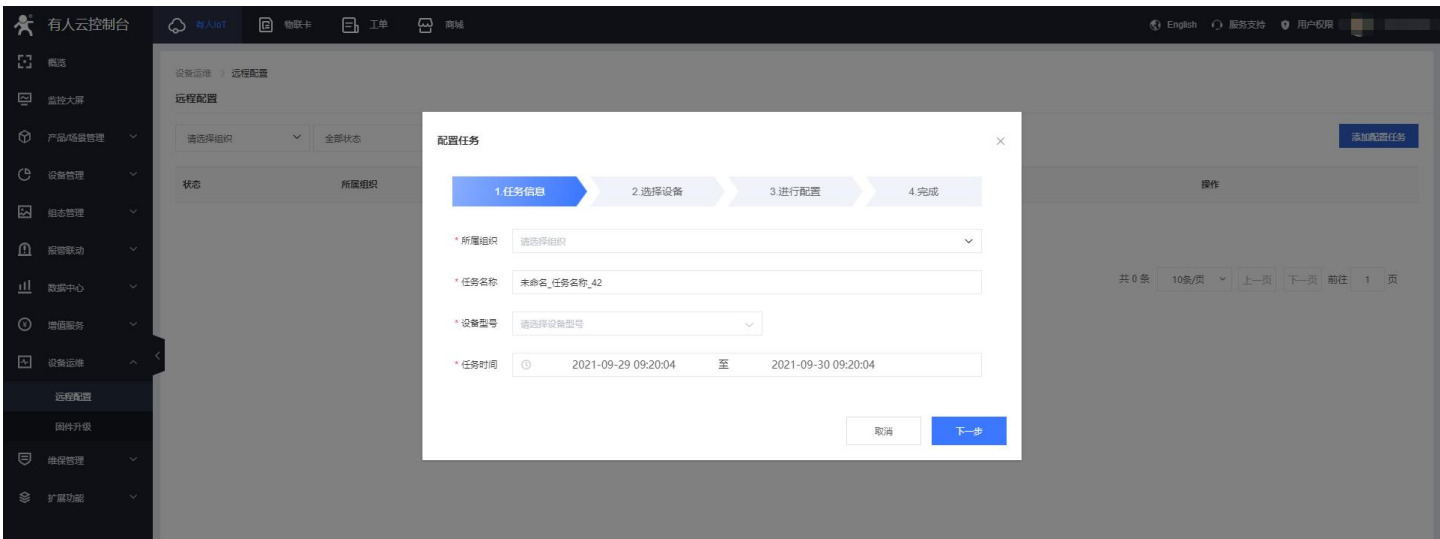 有人云控制台
有人IoT
物联卡
工单
商城
English
服务支持
用户权限
概览
监控大屏
产品/场景管理
设备管理
组态管理
报警联动
数据中心
增值服务
设备运维
远程配置
固件升级
维保管理
扩展功能
设备运维 > 远程配置
远程配置
请选择组织
全部状态
添加配置任务
状态
所属组织
操作
共 0 条
10条/页
上一页
下一页
前往 1 页
配置任务
1.任务信息
2.选择设备
3.进行配置
4.完成
* 所属组织 请选择组织
* 任务名称 未命名_任务名称_42
* 设备型号 请选择设备型号
* 任务时间 2021-09-29 09:20:04 至 2021-09-30 09:20:04
取消
下一步